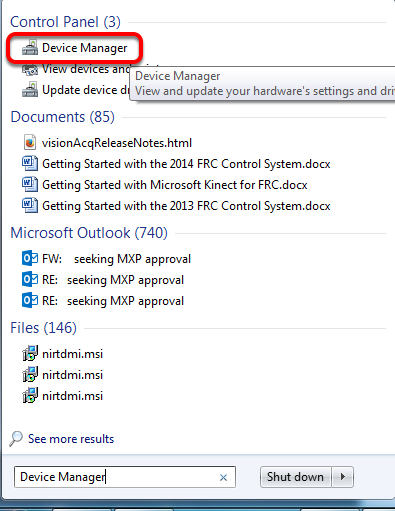 Control Panel (3)
Device Manager
View devices and
Device Manager
Update device
View and update your hardware's settings and
Documents (85)
visionAcqReleaseNotes.html
Getting Started with the 2014 FRC Control System.docx
Getting Started with Microsoft Kinect for FRC.docx
Getting Started with the 2013 FRC Control System.docx
Microsoft Outlook (740)
FW: seeking MXP approval
RE: seeking MXP approval
RE: seeking MXP approval
Files (146)
nirtdmi.msi
nirtdmi.msi
nirtdmi.msi
See more results
Device Manager
Shut down